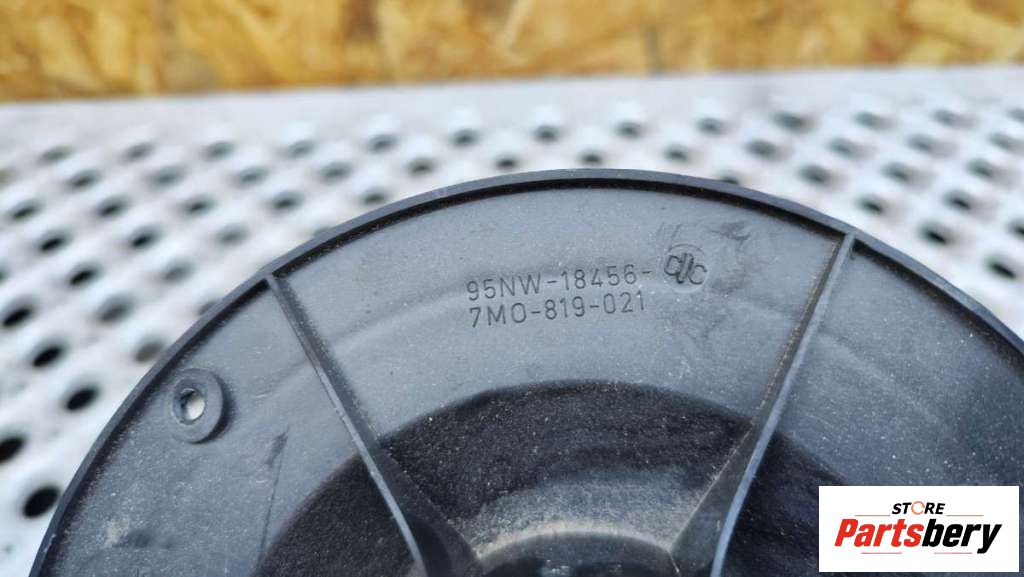 95NW-18456-
7M0-819-021
STORE
Partsbery